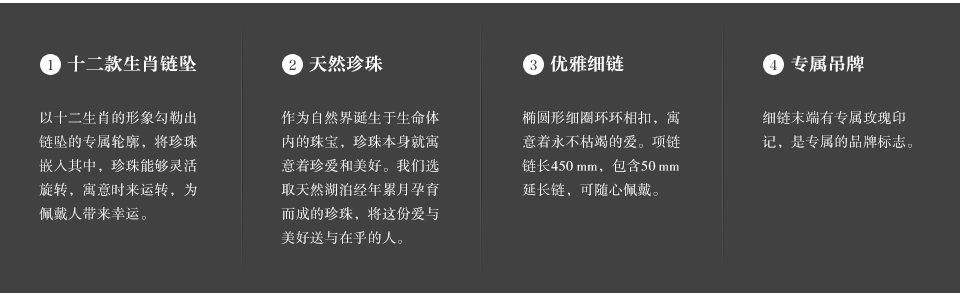 1 十二款生肖链坠
以十二生肖的形象勾勒出
链坠的专属轮廓，将珍珠
嵌入其中，珍珠能够灵活
旋转，寓意时来运转，为
佩戴人带来幸运。
2 天然珍珠
作为自然界诞生于生命体
内的珠宝，珍珠本身就寓
意着珍爱和美好。我们选
取天然湖泊经年累月孕育
而成的珍珠，将这份爱与
美好送与在乎的人。
3 优雅细链
椭圆形细圈环环相扣，寓
意着永不枯竭的爱。项链
链长450 mm，包含50 mm
延长链，可随心佩戴。
4 专属吊牌
细链末端有专属玫瑰印
记，是专属的品牌标志。